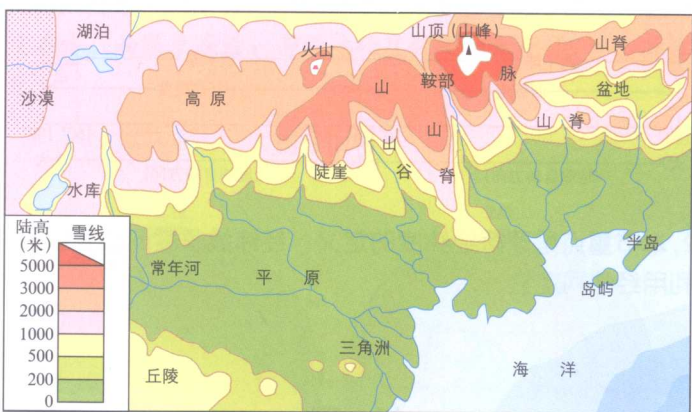 湖泊
山顶(山峰)
火山
山脊
沙漠
高 原
山
鞍部
脉
盆地
山
山
山 脊
陡崖
谷
脊
水库
陆高
(米)
雪线
5000
3000
2000
1000
500
200
0
常年河
平 原
半岛
岛屿
三角洲
丘陵
海 洋